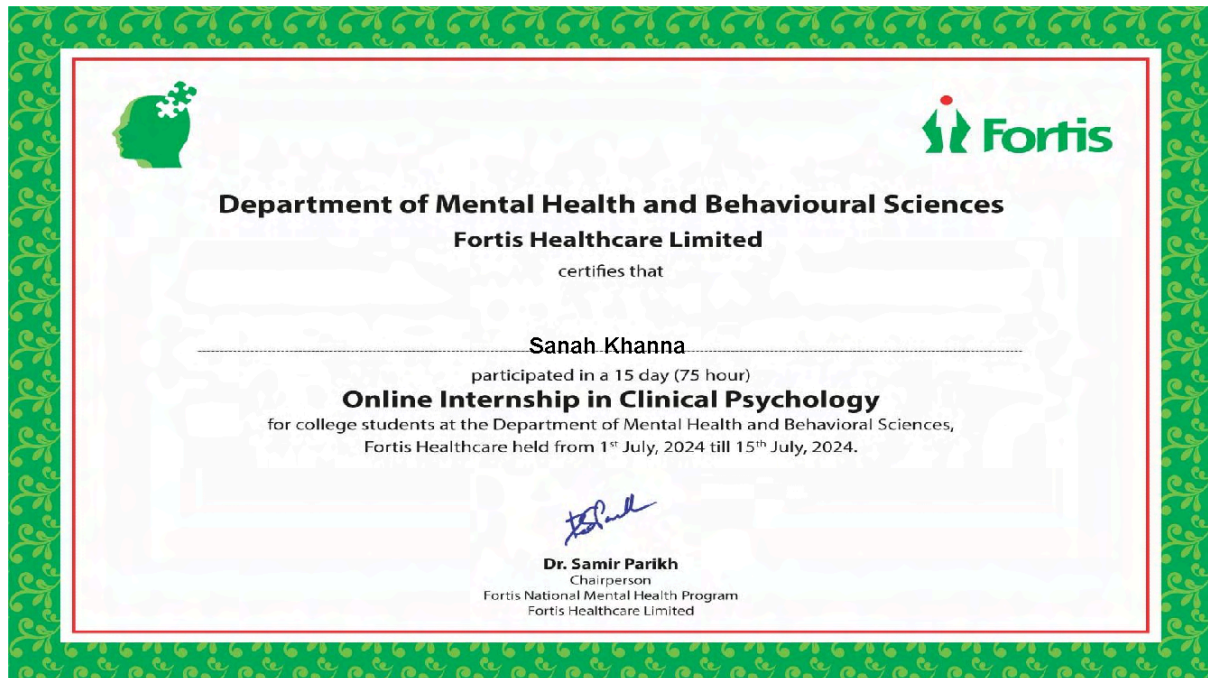 Fortis
Department of Mental Health and Behavioural Sciences
Fortis Healthcare Limited
certifies that
Sanah Khanna
participated in a 15 day (75 hour)
Online Internship in Clinical Psychology
for college students at the Department of Mental Health and Behavioral Sciences,
Fortis Healthcare held from 1st July, 2024 till 15th July, 2024.
Dr. Samir Parikh
Chairperson
Fortis National Mental Health Program
Fortis Healthcare Limited